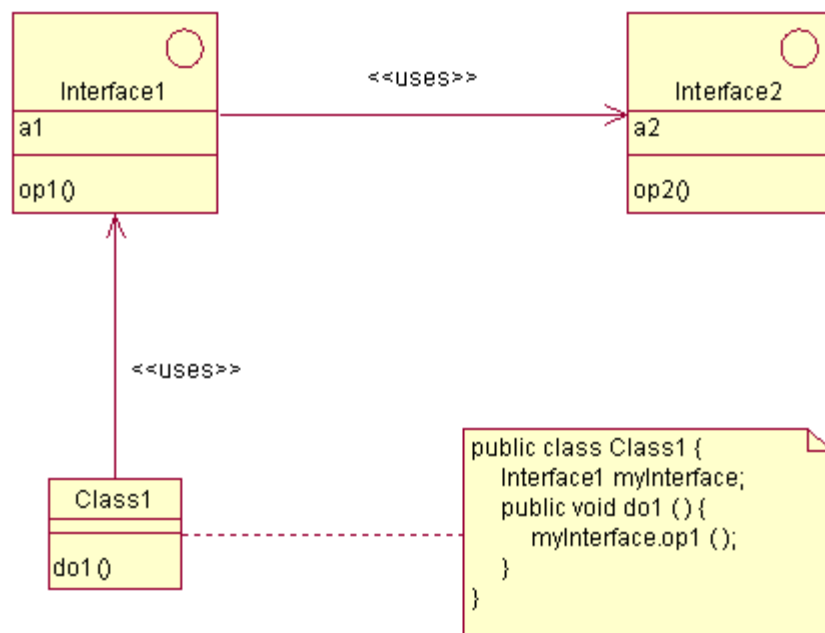 Interface1
a1
op1()
<<uses>>
Interface2
a2
op2()
<<uses>>
Class1
do1()
public class Class1 {
Interface1 myInterface;
public void do1 () {
myInterface.op1 ();
}
}